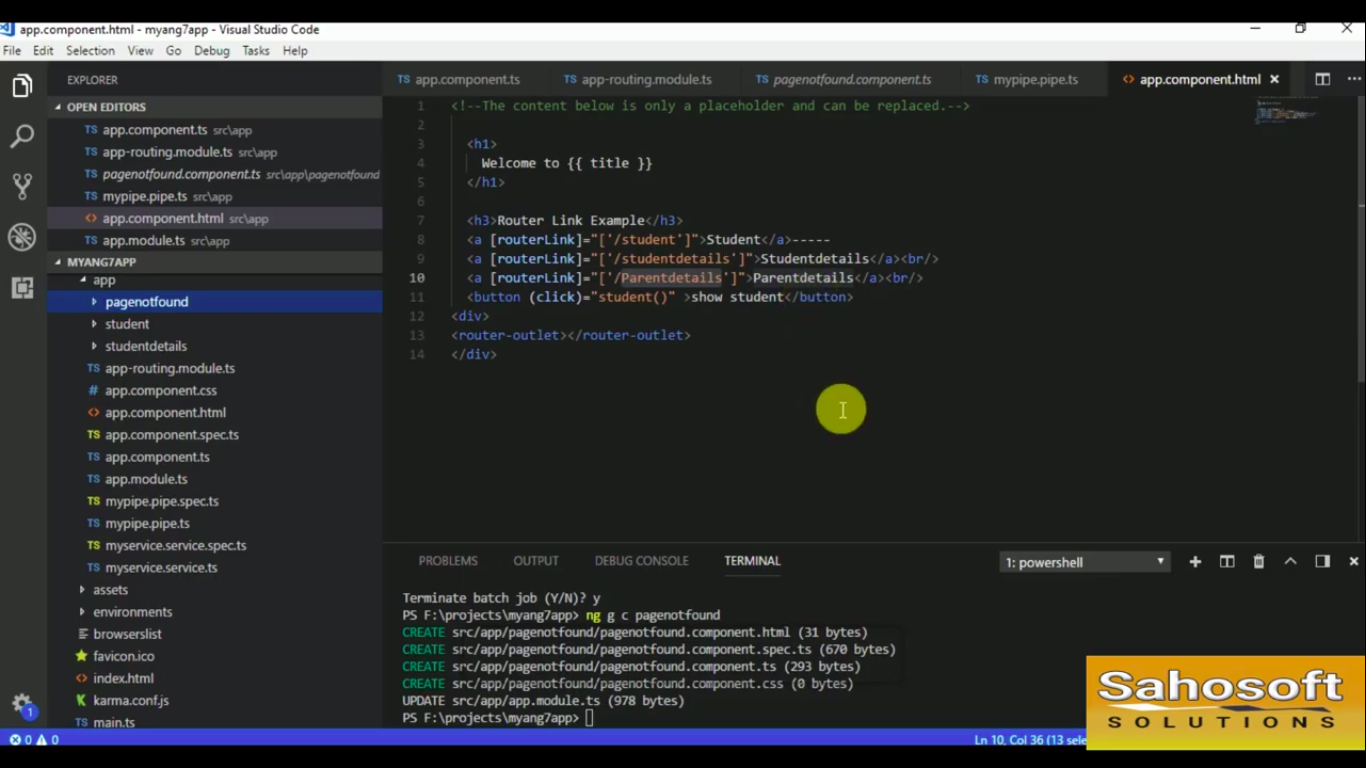 app.component.html - myang7app - Visual Studio Code
File Edit Selection View Go Debug Tasks Help
EXPLORER
OPEN EDITORS
TS app.component.ts src\app
TS app-routing.module.ts src\app
TS pagenotfound.component.ts src\app\pagenotfound
TS mypipe.pipe.ts src\app
<> app.component.html src\app
TS app.module.ts src\app
MYANG7APP
app
pagenotfound
student
studentdetails
TS app-routing.module.ts
# app.component.css
<> app.component.html
TS app.component.spec.ts
TS app.component.ts
TS app.module.ts
TS mypipe.pipe.spec.ts
TS mypipe.pipe.ts
TS myservice.service.spec.ts
TS myservice.service.ts
assets
environments
browserslist
favicon.ico
<> index.html
K karma.conf.js
TS main.ts
TS app.component.ts TS app-routing.module.ts TS pagenotfound.component.ts TS mypipe.pipe.ts <> app.component.html
1 <!--The content below is only a placeholder and can be replaced.-->
2
3 <h1>
4 Welcome to {{ title }}
5 </h1>
6
7 <h3>Router Link Example</h3>
8 <a [routerLink]="['/student']">Student</a>-----
9 <a [routerLink]="['/studentdetails']">Studentdetails</a><br/>
10 <a [routerLink]="['/Parentdetails']">Parentdetails</a><br/>
11 <button (click)="student()" >show student</button>
12 <div>
13 <router-outlet></router-outlet>
14 </div>
PROBLEMS OUTPUT DEBUG CONSOLE TERMINAL 1: powershell
Terminate batch job (Y/N)? y
PS F:\projects\myang7app> ng g c pagenotfound
CREATE src/app/pagenotfound/pagenotfound.component.html (31 bytes)
CREATE src/app/pagenotfound/pagenotfound.component.spec.ts (670 bytes)
CREATE src/app/pagenotfound/pagenotfound.component.ts (293 bytes)
CREATE src/app/pagenotfound/pagenotfound.component.css (0 bytes)
UPDATE src/app/app.module.ts (978 bytes)
PS F:\projects\myang7app>
Sahosoft
SOLUTIONS
1
0 0 Ln 10, Col 36 (13 sele